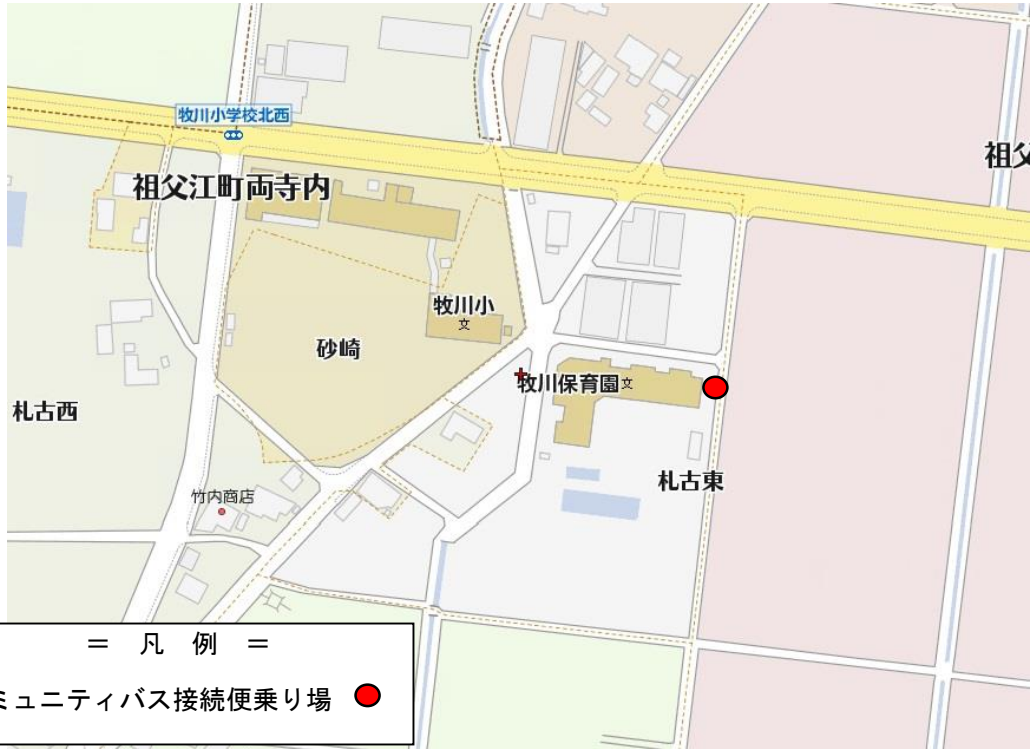 牧川小学校北西
祖父
祖父江町両寺内
牧川小
文
砂崎
牧川保育園文
札古西
札古東
竹内商店
＝ 凡 例 ＝
ミュニティバス接続便乗り場